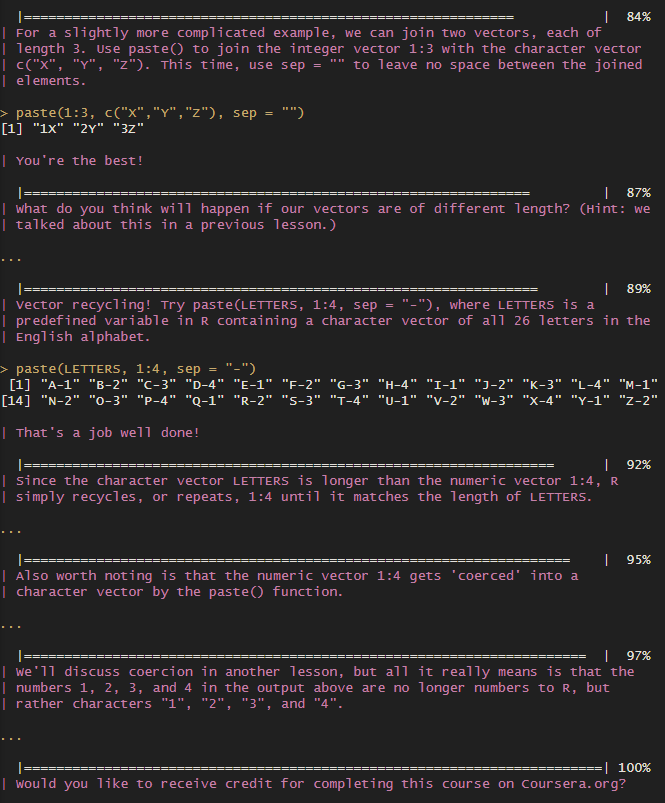 |============================================================            |  84%
| For a slightly more complicated example, we can join two vectors, each of
| length 3. Use paste() to join the integer vector 1:3 with the character vector
| c("X", "Y", "Z"). This time, use sep = "" to leave no space between the joined
| elements.
> paste(1:3, c("X","Y","Z"), sep = "")
[1] "1X" "2Y" "3Z"
| You're the best!
|==============================================================          |  87%
| What do you think will happen if our vectors are of different length? (Hint: we
| talked about this in a previous lesson.)
...
|===============================================================         |  89%
| Vector recycling! Try paste(LETTERS, 1:4, sep = "-"), where LETTERS is a
| predefined variable in R containing a character vector of all 26 letters in the
| English alphabet.
> paste(LETTERS, 1:4, sep = "-")
[1] "A-1" "B-2" "C-3" "D-4" "E-1" "F-2" "G-3" "H-4" "I-1" "J-2" "K-3" "L-4" "M-1"
[14] "N-2" "O-3" "P-4" "Q-1" "R-2" "S-3" "T-4" "U-1" "V-2" "W-3" "X-4" "Y-1" "Z-2"
| That's a job well done!
|=================================================================       |  92%
| Since the character vector LETTERS is longer than the numeric vector 1:4, R
| simply recycles, or repeats, 1:4 until it matches the length of LETTERS.
...
|===================================================================     |  95%
| Also worth noting is that the numeric vector 1:4 gets 'coerced' into a
| character vector by the paste() function.
...
|=====================================================================   |  97%
| We'll discuss coercion in another lesson, but all it really means is that the
| numbers 1, 2, 3, and 4 in the output above are no longer numbers to R, but
| rather characters "1", "2", "3", and "4".
...
|========================================================================| 100%
| Would you like to receive credit for completing this course on Coursera.org?